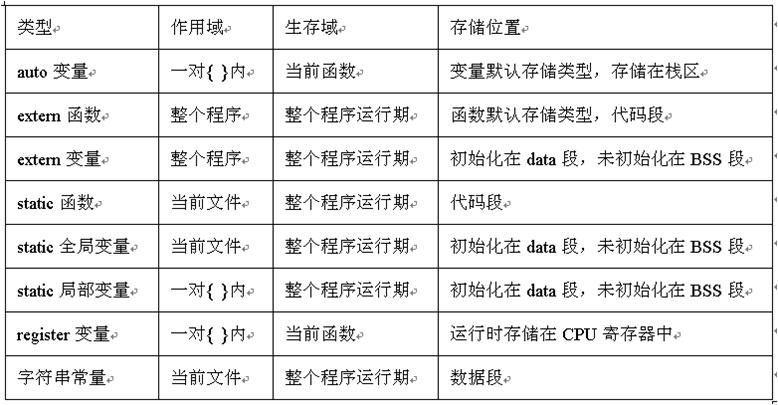 类型 作用域 生存域 存储位置
auto 变量 一对{ }内 当前函数 变量默认存储类型，存储在栈区
extern 函数 整个程序 整个程序运行期 函数默认存储类型，代码段
extern 变量 整个程序 整个程序运行期 初始化在 data 段，未初始化在 BSS 段
static 函数 当前文件 整个程序运行期 代码段
static 全局变量 当前文件 整个程序运行期 初始化在 data 段，未初始化在 BSS 段
static 局部变量 一对{ }内 整个程序运行期 初始化在 data 段，未初始化在 BSS 段
register 变量 一对{ }内 当前函数 运行时存储在 CPU 寄存器中
字符串常量 当前文件 整个程序运行期 数据段